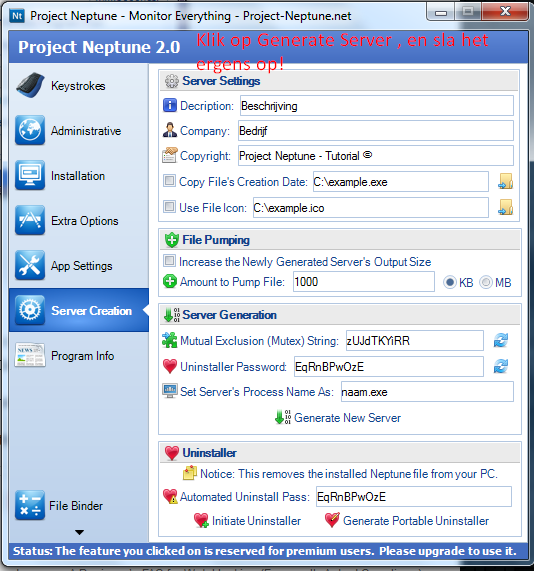 Nt Project Neptune - Monitor Everything - Project-Neptune.net
Project Neptune 2.0
Klik op Generate Server , en sla het
ergens op!
Keystrokes
Administrative
Installation
Extra Options
App Settings
Server Creation
NEWS
Program Info
File Binder
Server Settings
Decription: Beschrijving
Company: Bedrijf
Copyright: Project Neptune - Tutorial ©
Copy File's Creation Date: C:\example.exe
Use File Icon: C:\example.ico
File Pumping
Increase the Newly Generated Server's Output Size
Amount to Pump File: 1000 KB MB
Server Generation
Mutual Exclusion (Mutex) String: zUJdTKYiRR
Uninstaller Password: EqRnBPwOzE
Set Server's Process Name As: naam.exe
Generate New Server
Uninstaller
Notice: This removes the installed Neptune file from your PC.
Automated Uninstall Pass: EqRnBPwOzE
Initiate Uninstaller Generate Portable Uninstaller
Status: The feature you clicked on is reserved for premium users. Please upgrade to use it.